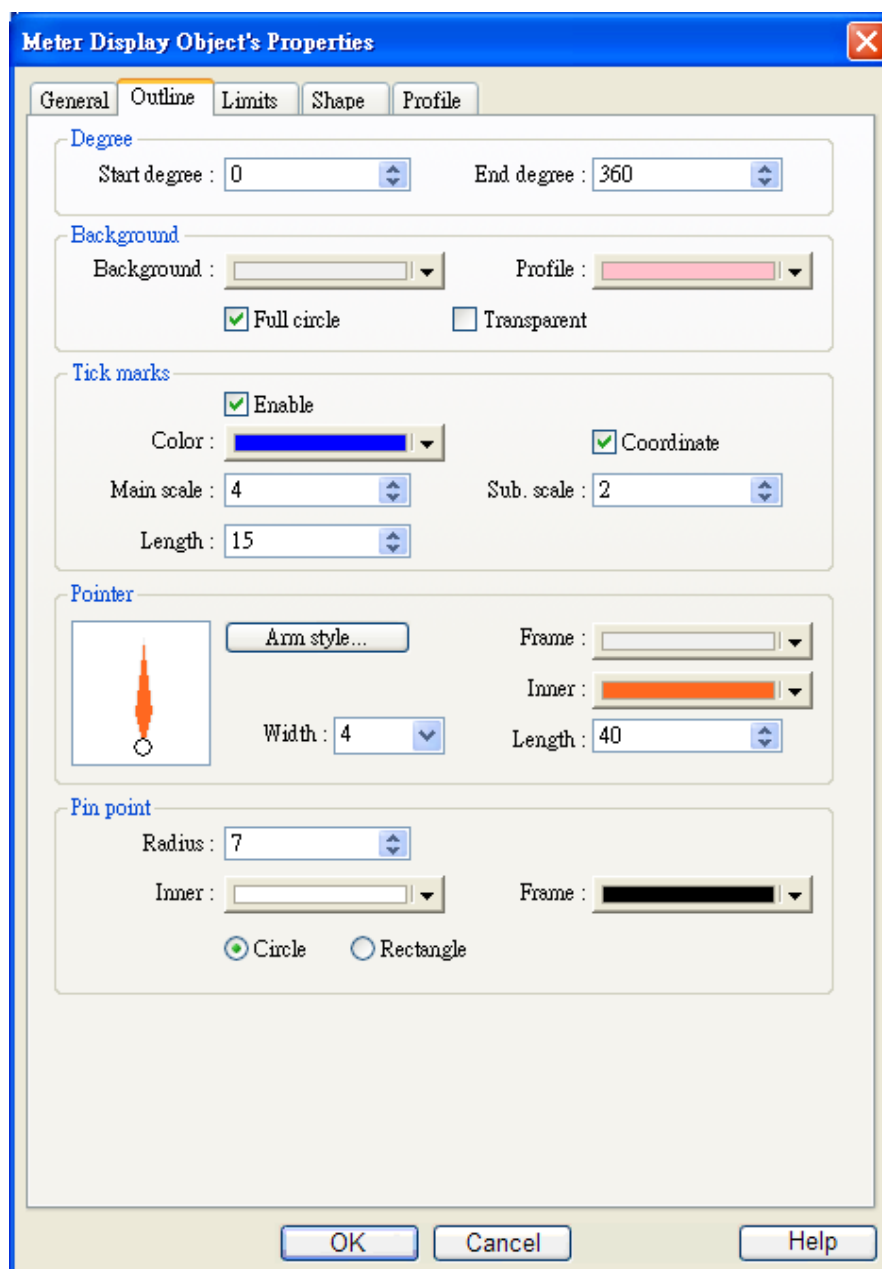 Meter Display Object's Properties
General Outline Limits Shape Profile
Degree
Start degree : 0 End degree : 360
Background
Background : Profile :
Full circle Transparent
Tick marks
Enable
Color : Coordinate
Main scale : 4 Sub. scale : 2
Length : 15
Pointer
Arm style... Frame :
Inner :
Width : 4 Length : 40
Pin point
Radius : 7
Inner : Frame :
Circle Rectangle
OK Cancel Help